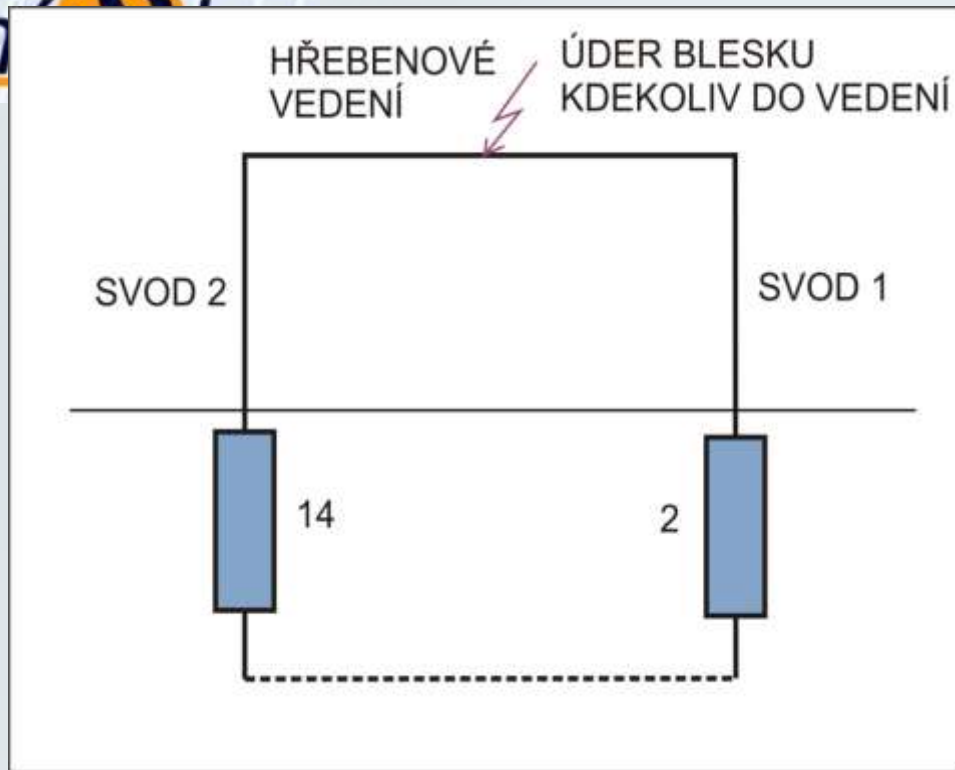 HŘEBENOVÉ
VEDENÍ
ÚDER BLESKU
KDEKOLIV DO VEDENÍ
SVOD 2
SVOD 1
14
2